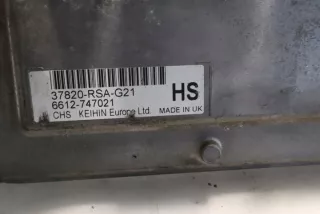 37820-RSA-G21
6612-747021
CHS KEIHIN Europe Ltd.
HS
MADE IN UK